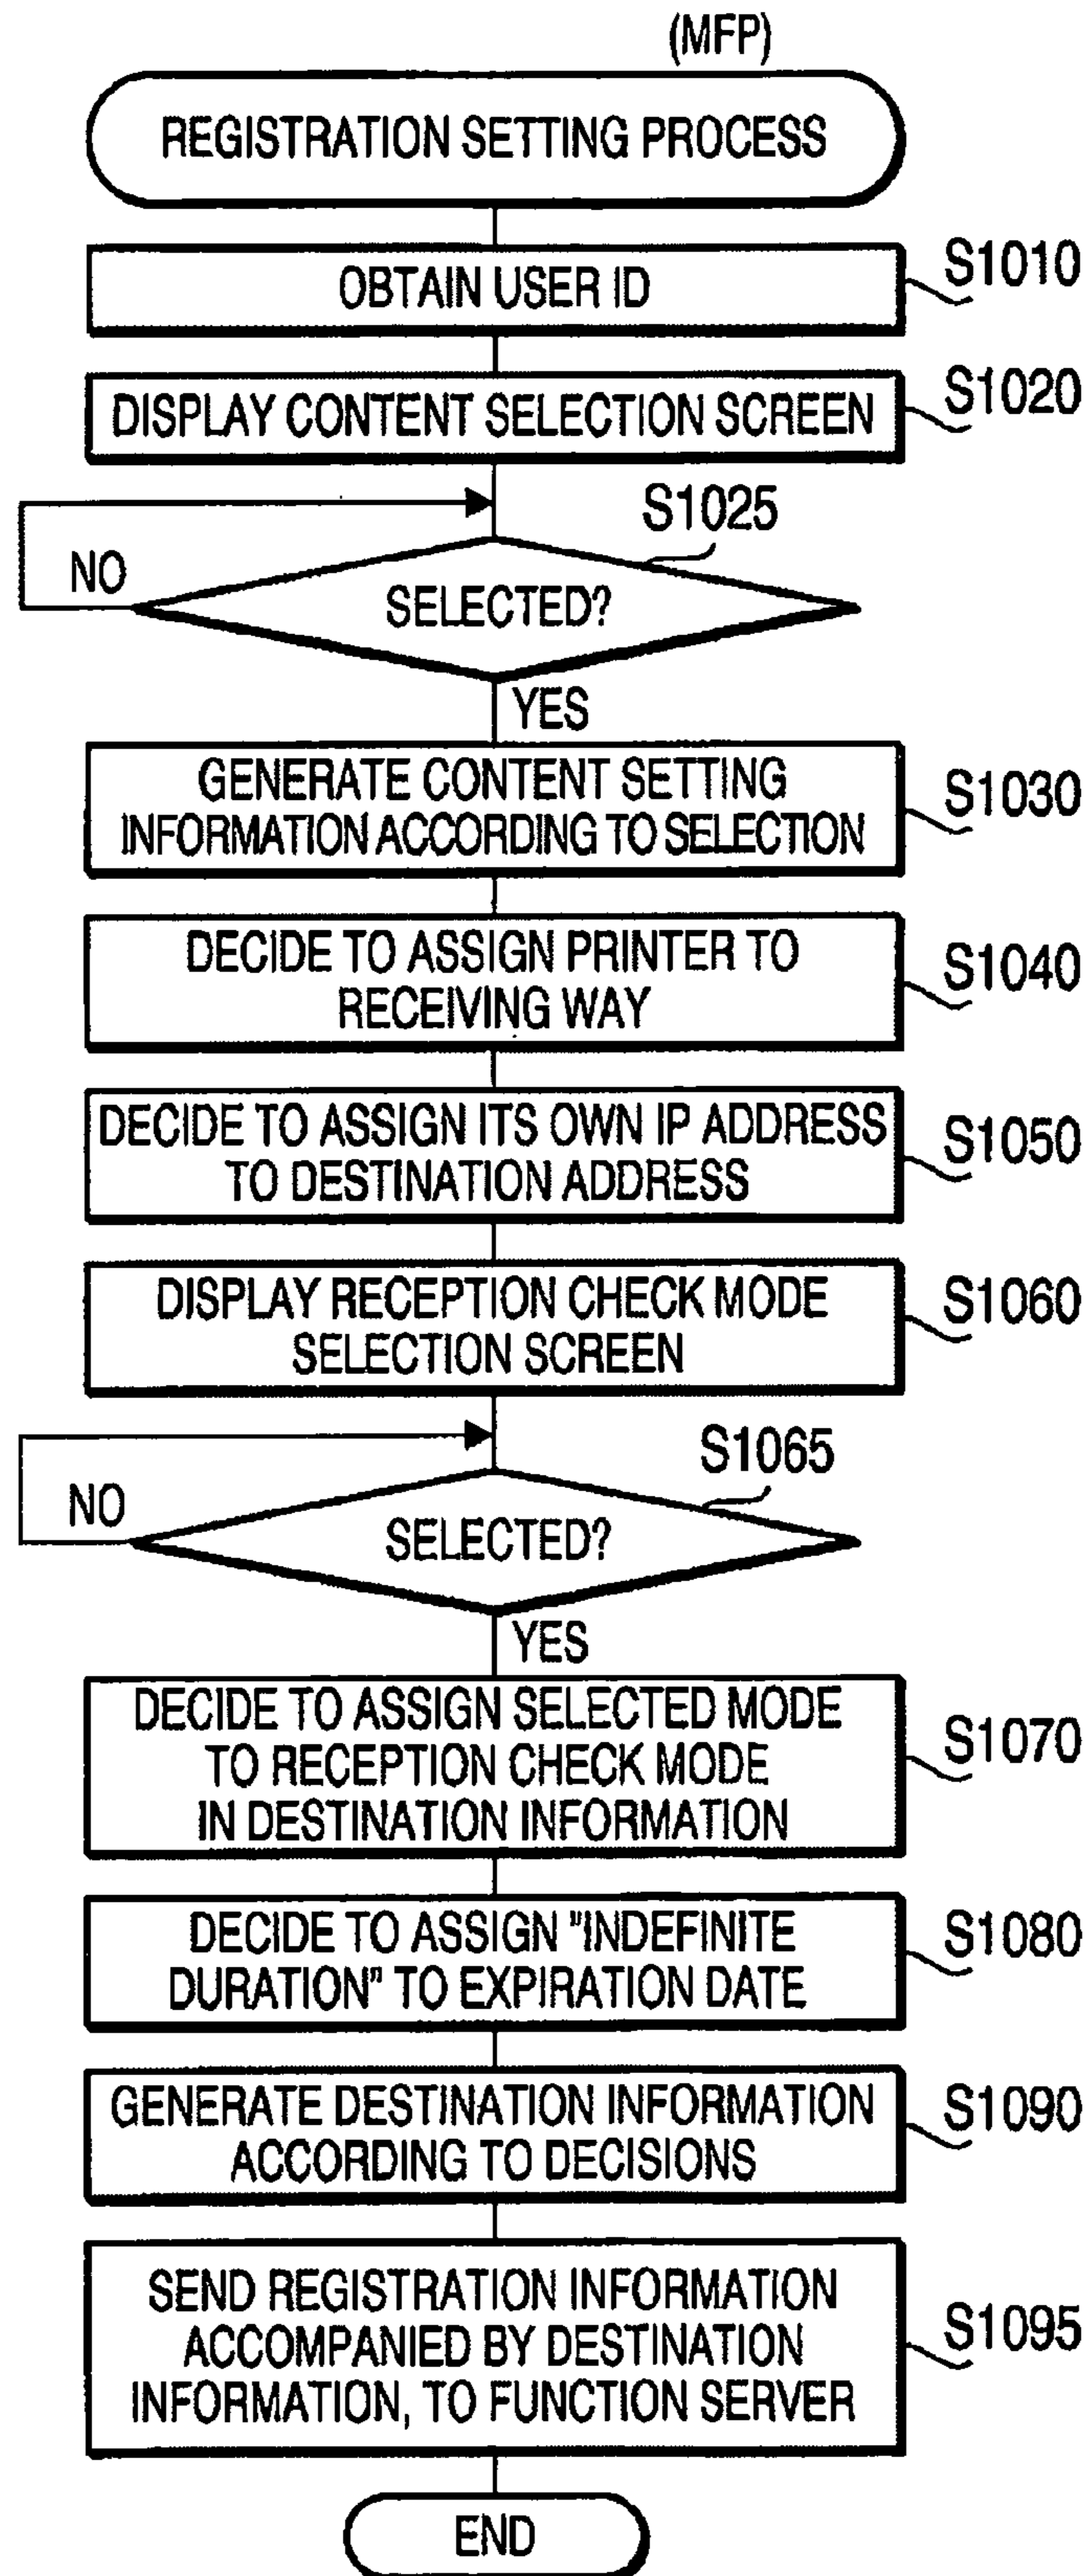 (MFP)
REGISTRATION SETTING PROCESS
OBTAIN USER ID
S1010
DISPLAY CONTENT SELECTION SCREEN
S1020
S1025
NO
SELECTED?
YES
GENERATE CONTENT SETTING
INFORMATION ACCORDING TO SELECTION
S1030
DECIDE TO ASSIGN PRINTER TO
RECEIVING WAY
S1040
DECIDE TO ASSIGN ITS OWN IP ADDRESS
TO DESTINATION ADDRESS
S1050
DISPLAY RECEPTION CHECK MODE
SELECTION SCREEN
S1060
S1065
NO
SELECTED?
YES
DECIDE TO ASSIGN SELECTED MODE
TO RECEPTION CHECK MODE
IN DESTINATION INFORMATION
S1070
DECIDE TO ASSIGN "INDEFINITE
DURATION" TO EXPIRATION DATE
S1080
GENERATE DESTINATION INFORMATION
ACCORDING TO DECISIONS
S1090
SEND REGISTRATION INFORMATION
ACCOMPANIED BY DESTINATION
INFORMATION, TO FUNCTION SERVER
S1095
END